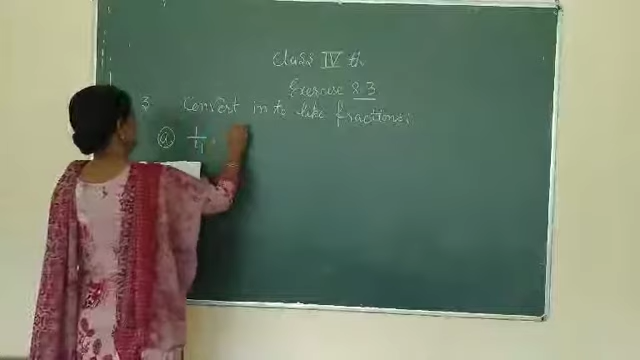 Class IV th
Exercise 8.3
3. Convert in to like fractions:
(a) 1/4,